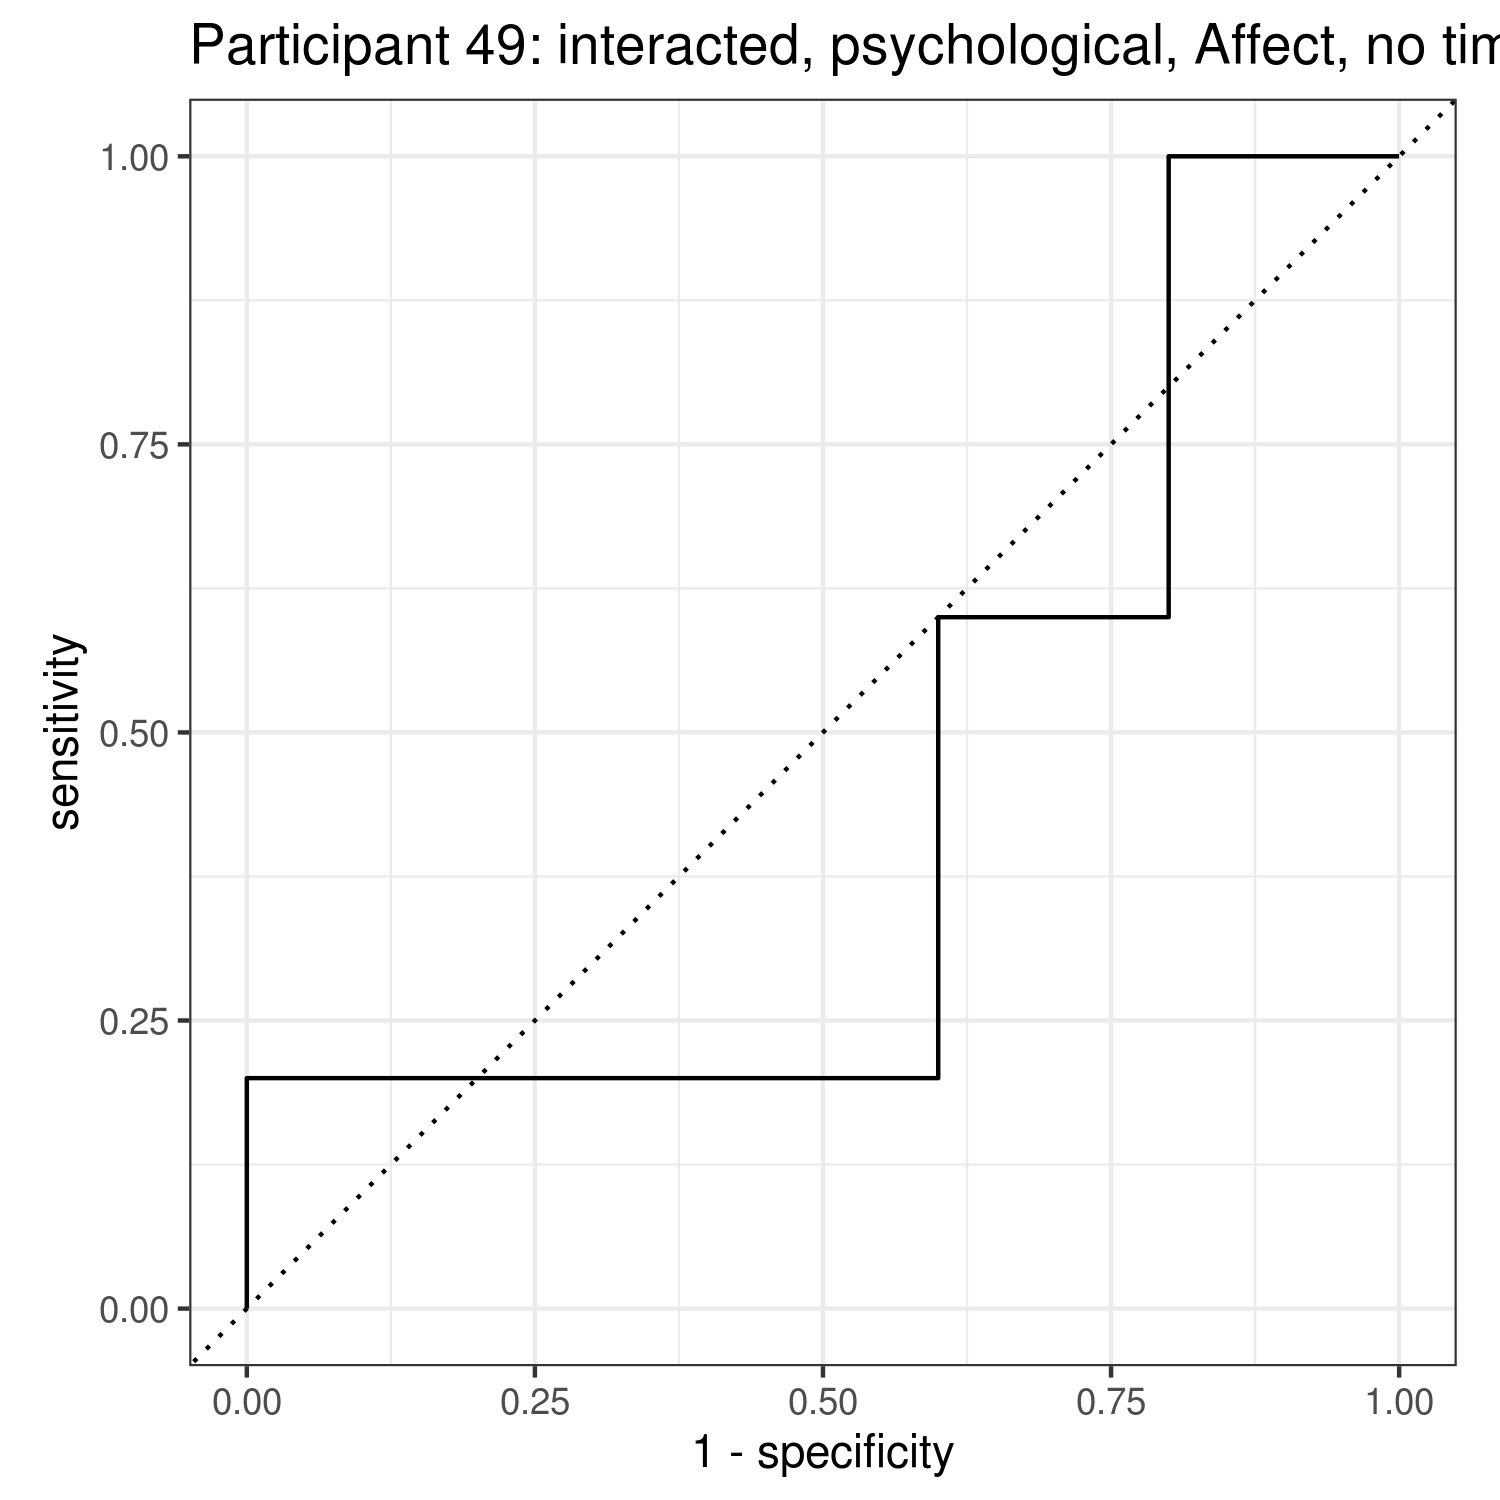 Participant 49: interacted, psychological, Affect, no
1.00
0.75
0.50
0.25
0.00
sensitivity
0.00 0.25 0.50 0.75 1.00
1 - specificity